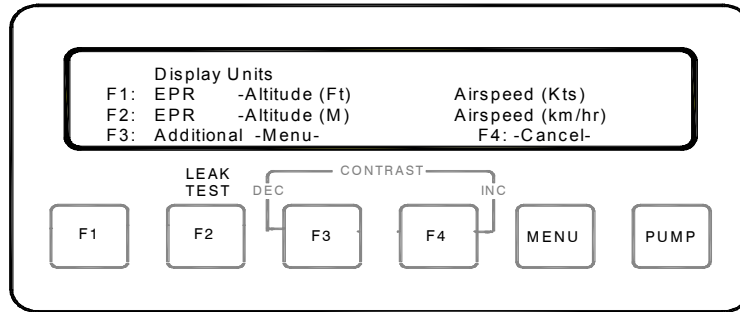 Display Units
F1: EPR -Altitude (Ft) Airspeed (Kts)
F2: EPR -Altitude (M) Airspeed (km/hr)
F3: Additional -Menu- F4: -Cancel-
LEAK
TEST
CONTRAST
DEC INC
F1 F2 F3 F4 MENU PUMP